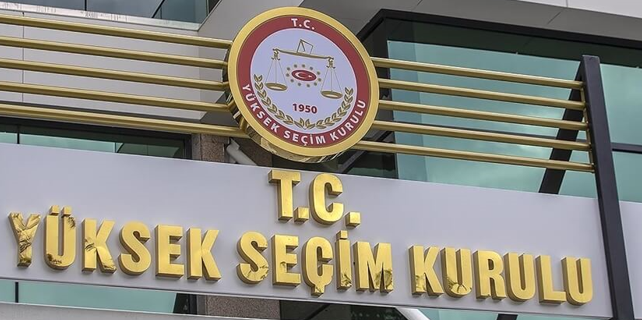 T.C.
1950
YÜKSEK SEÇİM KURULU
T.C.
YÜKSEK SEÇİM KURULU